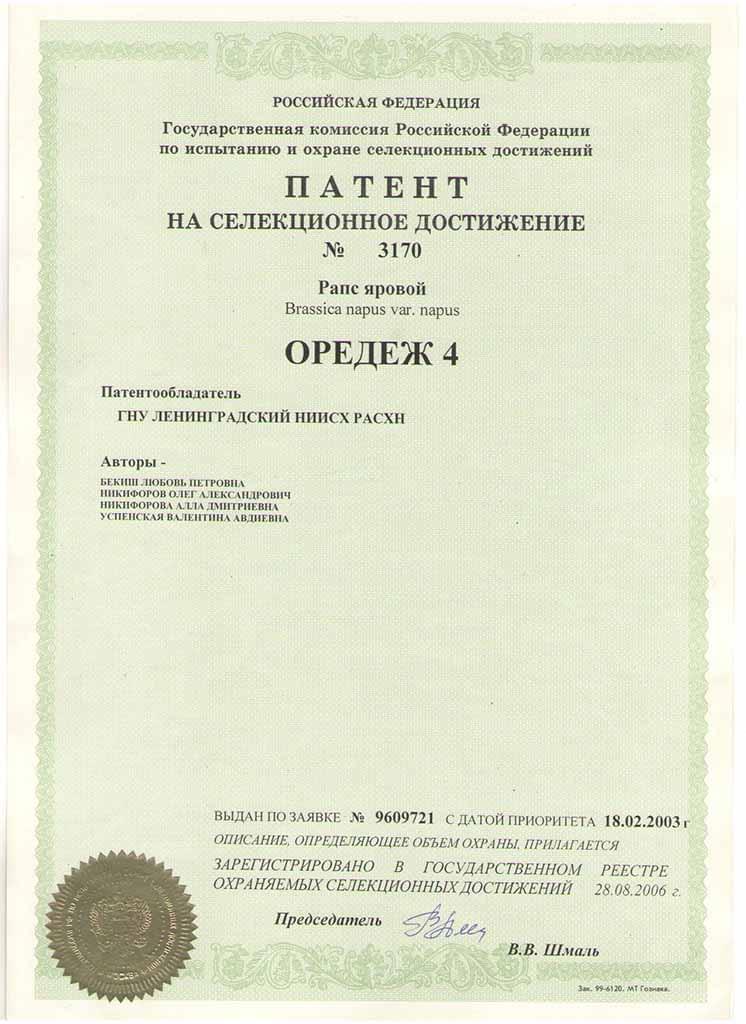 РОССИЙСКАЯ ФЕДЕРАЦИЯ
Государственная комиссия Российской Федерации
по испытанию и охране селекционных достижений
ПАТЕНТ
НА СЕЛЕКЦИОННОЕ ДОСТИЖЕНИЕ
№ 3170
Рапс яровой
Brassica napus var. napus
ОРЕДЕЖ 4
Патентообладатель
ГНУ ЛЕНИНГРАДСКИЙ НИИСХ РАСХН
Авторы -
БЕКИШ ЛЮБОВЬ ПЕТРОВНА
НИКИФОРОВ ОЛЕГ АЛЕКСАНДРОВИЧ
НИКИФОРОВА АЛЛА ДМИТРИЕВНА
УСПЕНСКАЯ ВАЛЕНТИНА АВДИЕВНА
ВЫДАН ПО ЗАЯВКЕ № 9609721 С ДАТОЙ ПРИОРИТЕТА 18.02.2003 г
ОПИСАНИЕ, ОПРЕДЕЛЯЮЩЕЕ ОБЪЕМ ОХРАНЫ, ПРИЛАГАЕТСЯ
ЗАРЕГИСТРИРОВАНО В ГОСУДАРСТВЕННОМ РЕЕСТРЕ
ОХРАНЯЕМЫХ СЕЛЕКЦИОННЫХ ДОСТИЖЕНИЙ 28.08.2006 г.
Председатель
В.В. Шмаль
Зак. 99-6120. МТ Гознака.